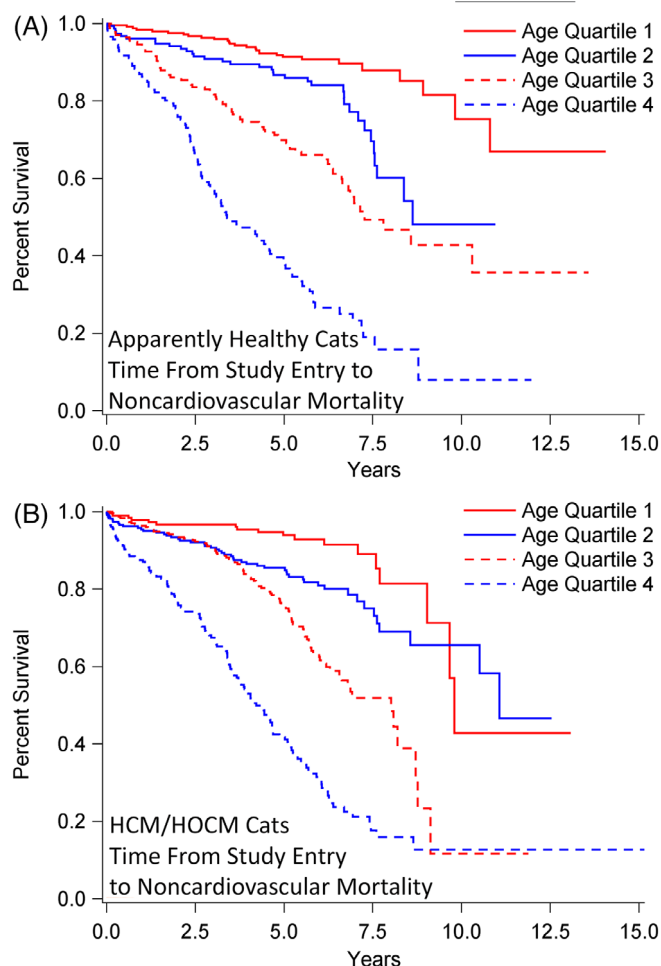 (A)
Age Quartile 1
Age Quartile 2
Age Quartile 3
Age Quartile 4
Percent Survival
1.0
0.8
0.6
0.4
0.2
0.0
Apparently Healthy Cats
Time From Study Entry to
Noncardiovascular Mortality
0.0 2.5 5.0 7.5 10.0 12.5 15.0
Years
(B)
Age Quartile 1
Age Quartile 2
Age Quartile 3
Age Quartile 4
Percent Survival
1.0
0.8
0.6
0.4
0.2
0.0
HCM/HOCM Cats
Time From Study Entry
to Noncardiovascular Mortality
0.0 2.5 5.0 7.5 10.0 12.5 15.0
Years